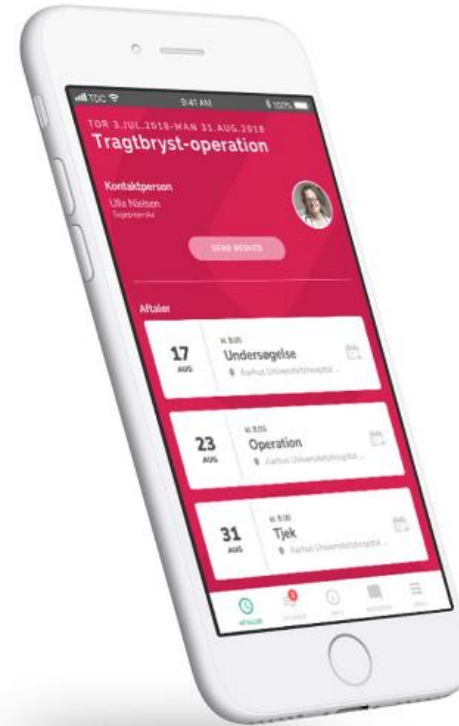 TDC
9:41 AM
100%
TOR 3.JUL.2018-MAN 31.AUG.2018
Tragtbryst-operation
Kontaktperson
Ulla Nielsen
SEND BESKED
Aftaler
17
AUG
kl. 8:00
Undersøgelse
Aarhus Universitetshospital ...
23
AUG
kl. 8:00
Operation
Aarhus Universitetshospital ...
31
AUG
kl. 8:00
Tjek
Aarhus Universitetshospital ...
1
AFTALER
INFO